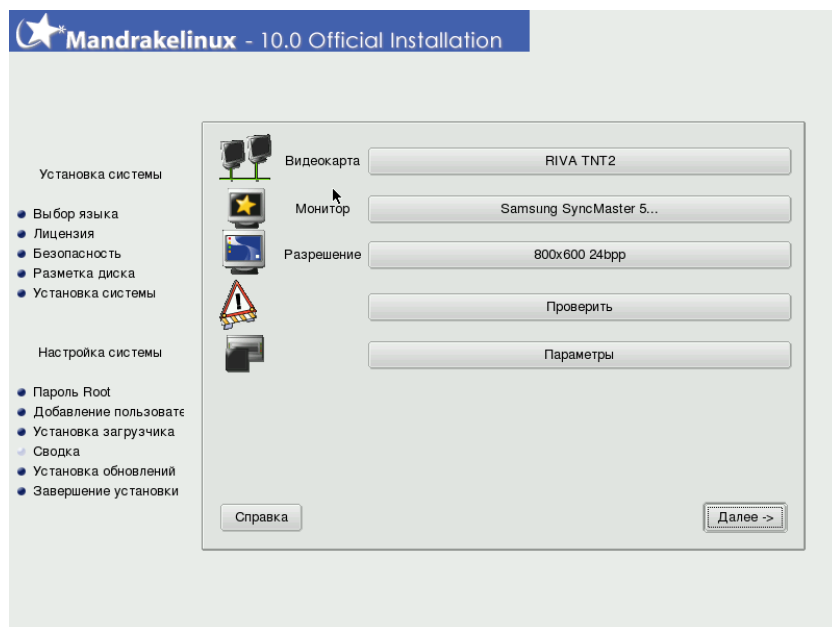 Mandrakelinux - 10.0 Official Installation
Установка системы
Выбор языка
Лицензия
Безопасность
Разметка диска
Установка системы
Настройка системы
Пароль Root
Добавление пользовате
Установка загрузчика
Сводка
Установка обновлений
Завершение установки
Видеокарта RIVA TNT2
Монитор Samsung SyncMaster 5...
Разрешение 800x600 24bpp
Проверить
Параметры
Справка Далее ->